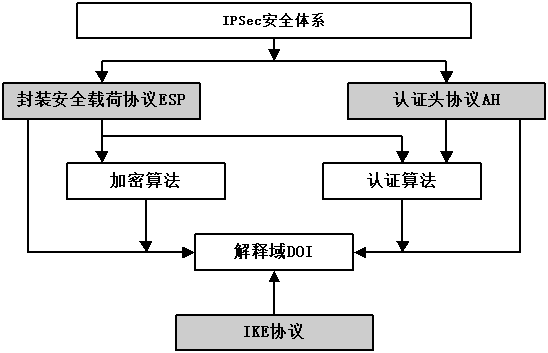 IPSec安全体系
封装安全载荷协议ESP
认证头协议AH
加密算法
认证算法
解释域DOI
IKE协议